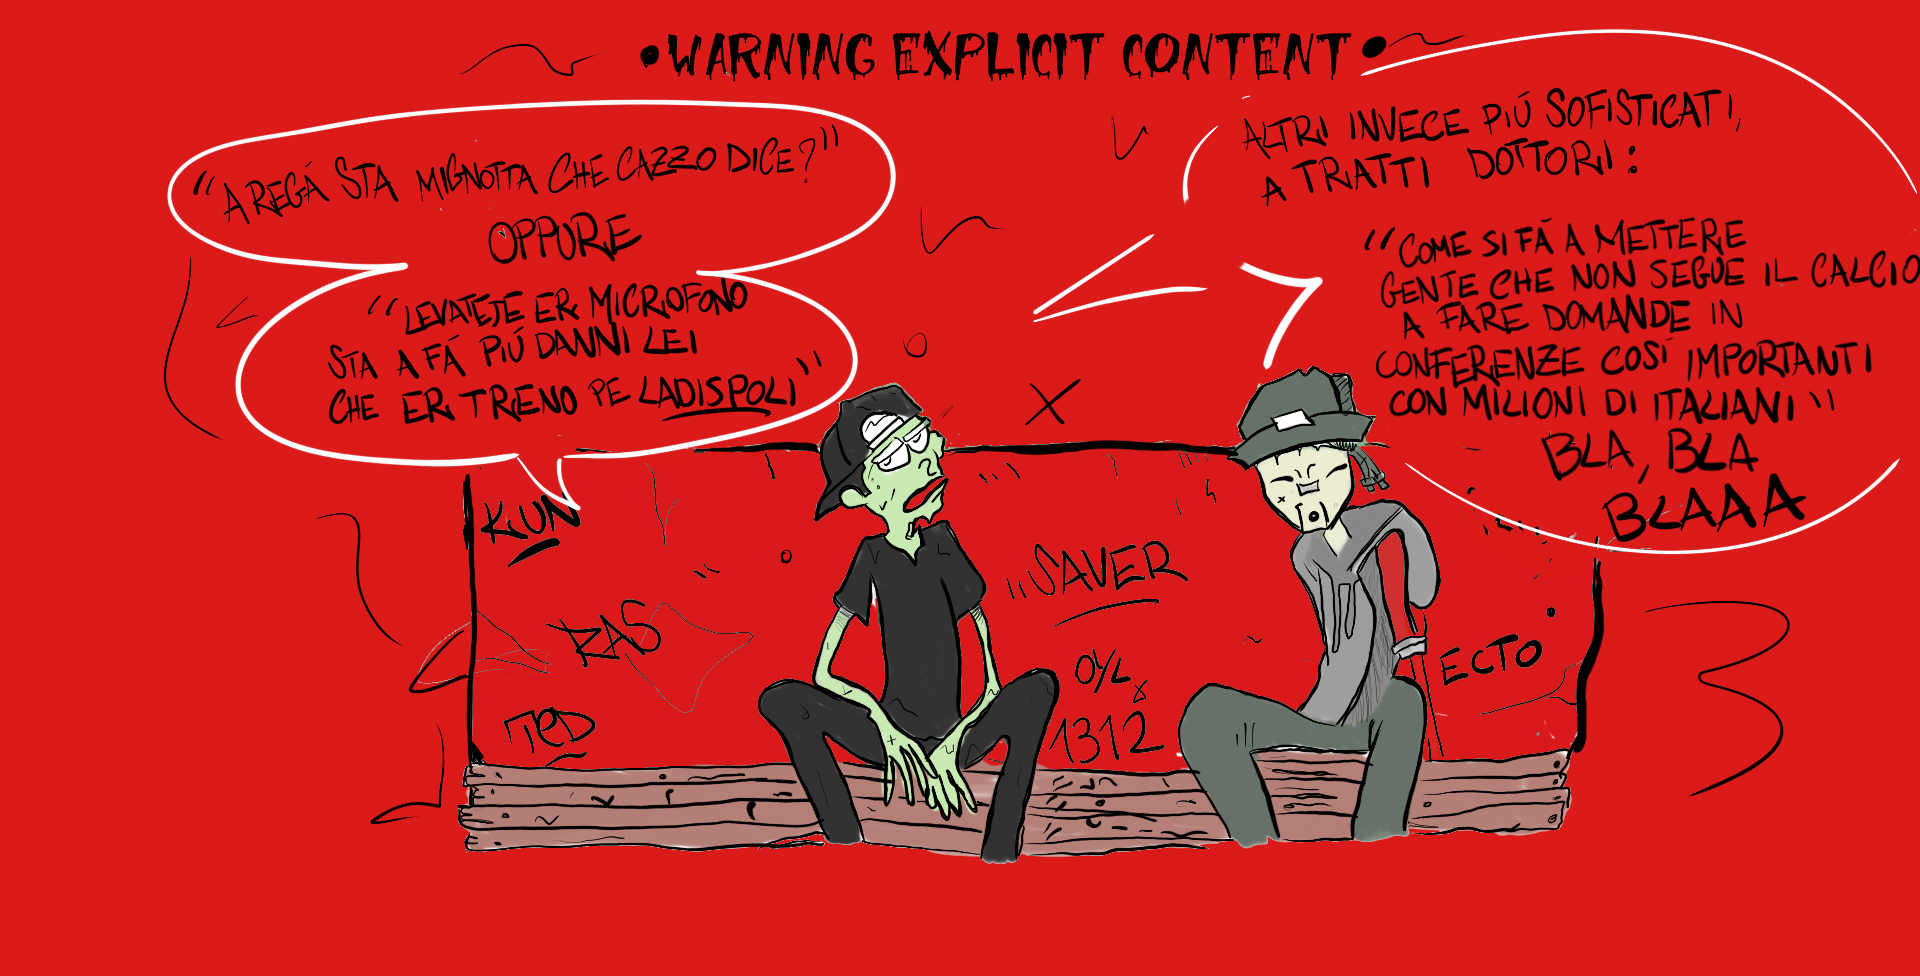 •WARNING EXPLICIT CONTENT•
"A REGÁ STA MIGNOTTA CHE CAZZO DICE?"
OPPURE
"LEVATEJE ER MICROFONO
STA A FÁ PIÚ DANNI LEI
CHE ER TRENO PE LADISPOLI"
ALTRI INVECE PIÚ SOFISTICATI,
A TRATTI DOTTORI:
"COME SI FÁ A METTERE
GENTE CHE NON SEGUE IL CALCIO
A FARE DOMANDE IN
CONFERENZE COSÍ IMPORTANTI
CON MILIONI DI ITALIANI"
BLA, BLA
BLAAA
KUN
RAS
TED
"SAVER
OYL
1312
ECTO